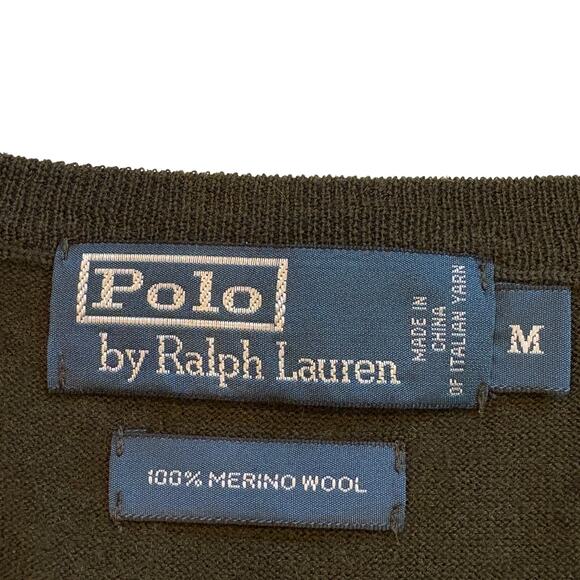 Polo
by Ralph Lauren
MADE IN
CHINA
OF ITALIAN YARN
M
100% MERINO WOOL